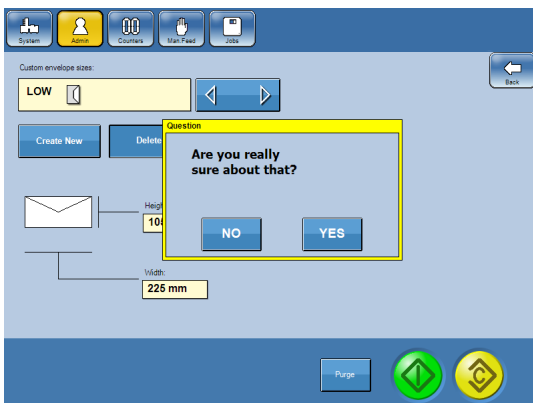 System
Admin
Counters
Man.Feed
Jobs
Custom envelope sizes:
Back
LOW
Create New
Delete
Question
Are you really
sure about that?
NO
YES
Heigh
Width:
225 mm
Purge
C